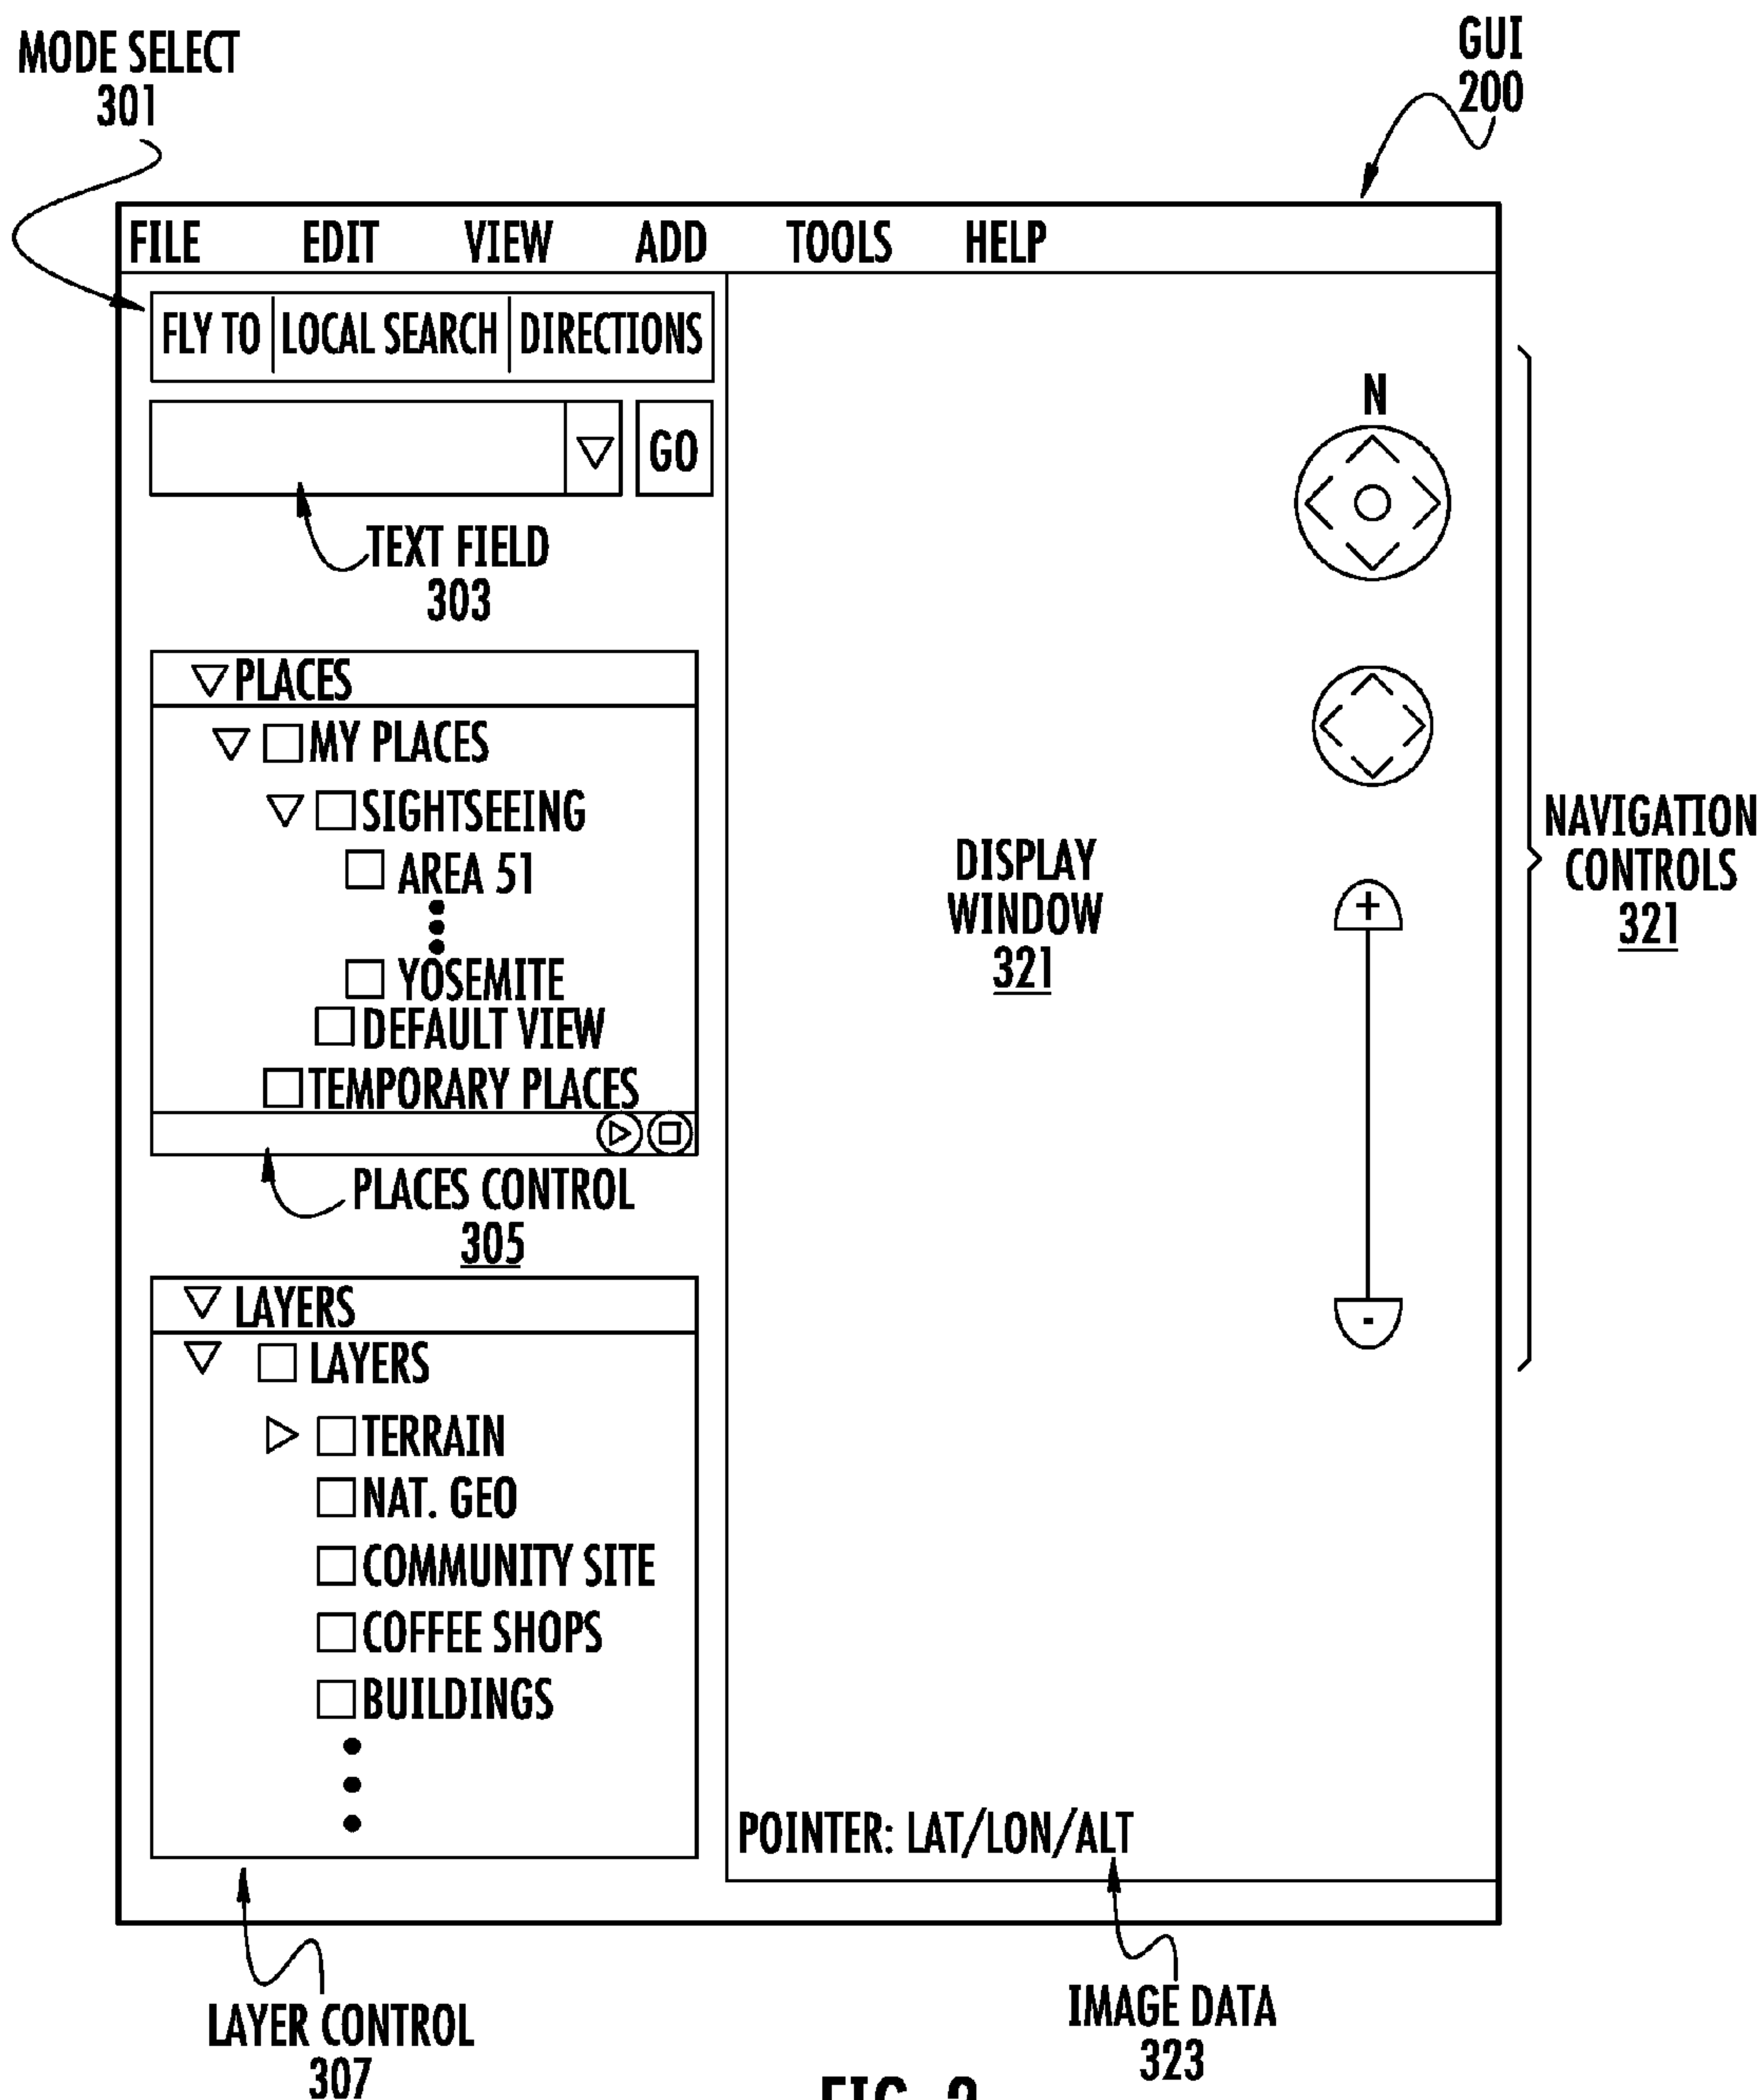 MODE SELECT
301
GUI
200
FILE EDIT VIEW ADD TOOLS HELP
FLY TO LOCAL SEARCH DIRECTIONS
GO
TEXT FIELD
303
N
PLACES
MY PLACES
SIGHTSEEING
AREA 51
YOSEMITE
DEFAULT VIEW
TEMPORARY PLACES
PLACES CONTROL
305
DISPLAY
WINDOW
321
+
-
NAVIGATION
CONTROLS
321
LAYERS
LAYERS
TERRAIN
NAT. GEO
COMMUNITY SITE
COFFEE SHOPS
BUILDINGS
POINTER: LAT/LON/ALT
LAYER CONTROL
307
IMAGE DATA
323
FIG.